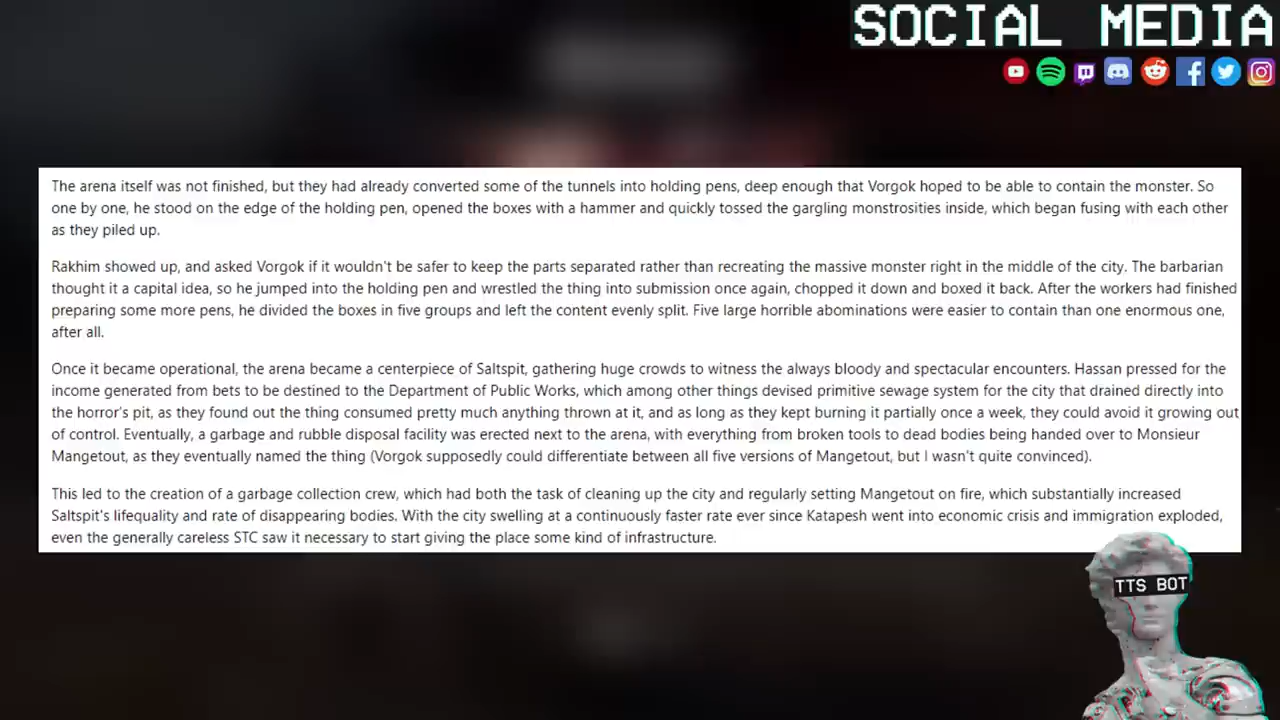 SOCIAL MEDIA
The arena itself was not finished, but they had already converted some of the tunnels into holding pens, deep enough that Vorgok hoped to be able to contain the monster. So
one by one, he stood on the edge of the holding pen, opened the boxes with a hammer and quickly tossed the gargling monstrosities inside, which began fusing with each other
as they piled up.
Rakhim showed up, and asked Vorgok if it wouldn't be safer to keep the parts separated rather than recreating the massive monster right in the middle of the city. The barbarian
thought it a capital idea, so he jumped into the holding pen and wrestled the thing into submission once again, chopped it down and boxed it back. After the workers had finished
preparing some more pens, he divided the boxes in five groups and left the content evenly split. Five large horrible abominations were easier to contain than one enormous one,
after all.
Once it became operational, the arena became a centerpiece of Saltspit, gathering huge crowds to witness the always bloody and spectacular encounters. Hassan pressed for the
income generated from bets to be destined to the Department of Public Works, which among other things devised primitive sewage system for the city that drained directly into
the horror's pit, as they found out the thing consumed pretty much anything thrown at it, and as long as they kept burning it partially once a week, they could avoid it growing out
of control. Eventually, a garbage and rubble disposal facility was erected next to the arena, with everything from broken tools to dead bodies being handed over to Monsieur
Mangetout, as they eventually named the thing (Vorgok supposedly could differentiate between all five versions of Mangetout, but I wasn't quite convinced).
This led to the creation of a garbage collection crew, which had both the task of cleaning up the city and regularly setting Mangetout on fire, which substantially increased
Saltspit's lifequality and rate of disappearing bodies. With the city swelling at a continuously faster rate ever since Katapesh went into economic crisis and immigration exploded,
even the generally careless STC saw it necessary to start giving the place some kind of infrastructure.
TTS BOT